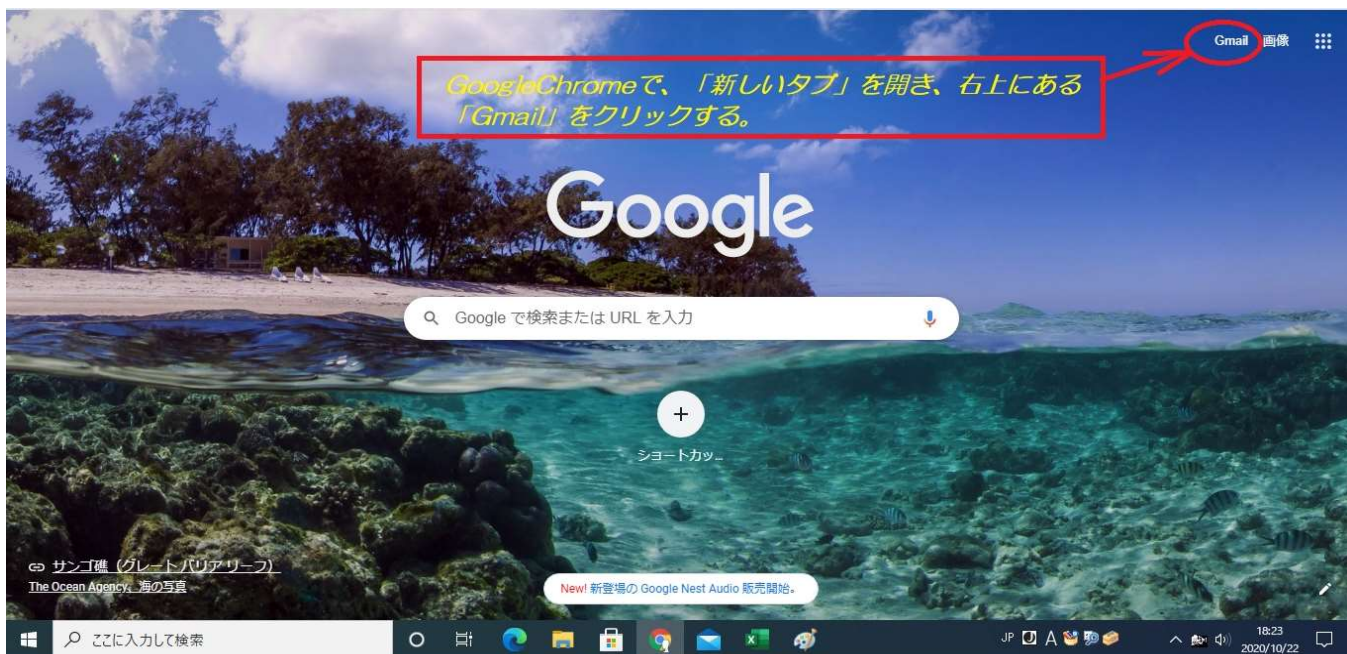 Gmail 画像
GoogleChromeで、「新しいタブ」を開き、右上にある
「Gmail」をクリックする。
Google
Google で検索または URL を入力
ショートカッ...
サンゴ礁（グレートバリアリーフ）
The Ocean Agency、海の写真
New! 新登場の Google Nest Audio 販売開始。
ここに入力して検索
JP A
18:23
2020/10/22